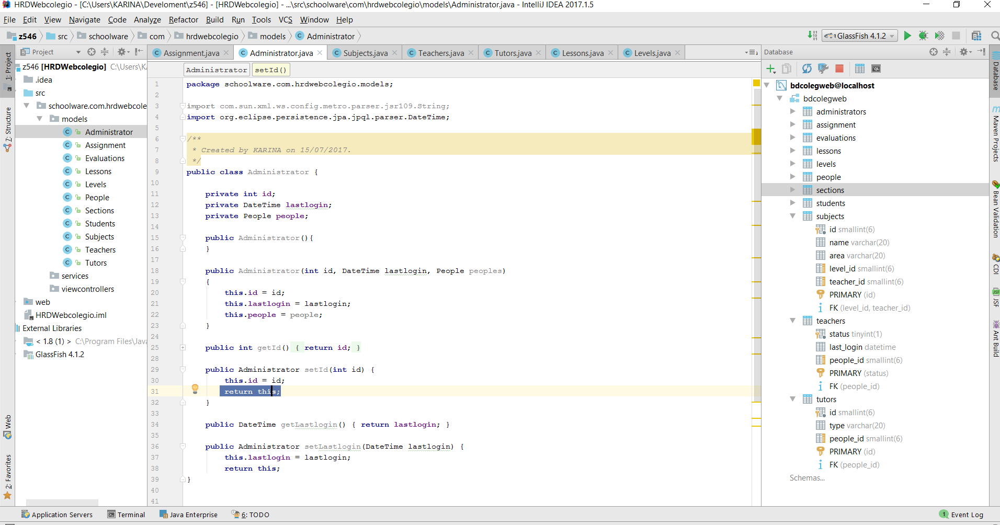 HRDWebcolegio - [C:\Users\KARINA\Develoment\z546] - [HRDWebcolegio] - ...\src\schoolware\com\hrdwebcolegio\models\Administrator.java - IntelliJ IDEA 2017.1.5
File Edit View Navigate Code Analyze Refactor Build Run Tools VCS Window Help
z546 src schoolware com hrdwebcolegio models Administrator
GlassFish 4.1.2
Project
Assignment.java Administrator.java Subjects.java Teachers.java Tutors.java Lessons.java Levels.java
Database
1: Project
Z: Structure
Web
2: Favorites
z546 [HRDWebcolegio] C:\Users\KA
.idea
src
schoolware.com.hrdwebcole
models
Administrator
Assignment
Evaluations
Lessons
Levels
People
Sections
Students
Subjects
Teachers
Tutors
services
viewcontrollers
web
HRDWebcolegio.iml
External Libraries
< 1.8 (1) > C:\Program Files\Java
GlassFish 4.1.2
Administrator setId()
1 package schoolware.com.hrdwebcolegio.models;
2
3 import com.sun.xml.ws.config.metro.parser.jsr109.String;
4 import org.eclipse.persistence.jpa.jpql.parser.DateTime;
5
6 /**
7 * Created by KARINA on 15/07/2017.
8 */
9 public class Administrator {
10
11 private int id;
12 private DateTime lastlogin;
13 private People people;
14
15 public Administrator(){
16 }
17
18 public Administrator(int id, DateTime lastlogin, People peoples)
19 {
20 this.id = id;
21 this.lastlogin = lastlogin;
22 this.people = people;
23 }
24
25 public int getId() { return id; }
28
29 public Administrator setId(int id) {
30 this.id = id;
31 return this;
32 }
33
34 public DateTime getLastlogin() { return lastlogin; }
35
36 public Administrator setLastlogin(DateTime lastlogin) {
37 this.lastlogin = lastlogin;
38 return this;
39 }
40
41
bdcolegweb@localhost
bdcolegweb
administrators
assignment
evaluations
lessons
levels
people
sections
students
subjects
id smallint(6)
name varchar(20)
area varchar(20)
level_id smallint(6)
teacher_id smallint(6)
PRIMARY (id)
FK (level_id, teacher_id)
teachers
status tinyint(1)
last_login datetime
people_id smallint(6)
PRIMARY (status)
FK (people_id)
tutors
id smallint(6)
type varchar(20)
people_id smallint(6)
PRIMARY (id)
FK (people_id)
Schemas...
Database
Maven Projects
Bean Validation
CDI
JSF
Ant Build
Application Servers Terminal Java Enterprise 6: TODO
1 Event Log